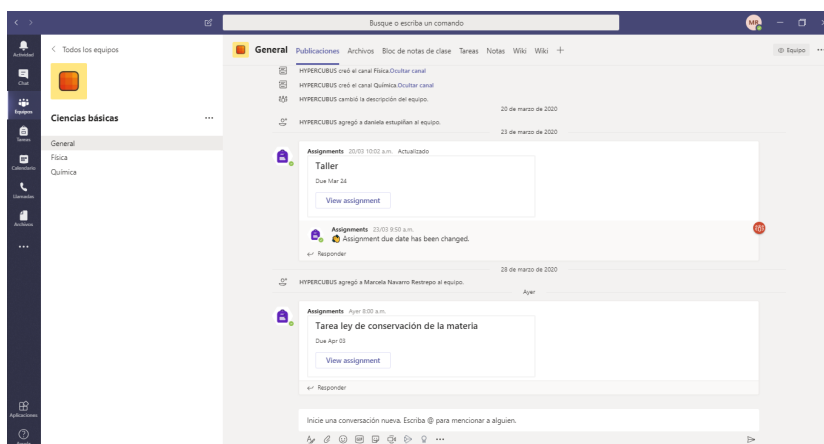 Busque o escriba un comando
MR
Actividad
Chat
Equipos
Tareas
Calendario
Llamadas
Archivos
Aplicaciones
Ayuda
Todos los equipos
Ciencias básicas
General
Física
Química
General Publicaciones Archivos Bloc de notas de clase Tareas Notas Wiki Wiki
Equipo
HYPERCUBUS creó el canal Física.Ocultar canal
HYPERCUBUS creó el canal Química.Ocultar canal
HYPERCUBUS cambió la descripción del equipo.
20 de marzo de 2020
HYPERCUBUS agregó a daniela estupiñan al equipo.
23 de marzo de 2020
Assignments 20/03 10:02 a.m. Actualizado
Taller
Due Mar 24
View assignment
Assignments 23/03 9:50 a.m.
Assignment due date has been changed.
Responder
28 de marzo de 2020
HYPERCUBUS agregó a Marcela Navarro Restrepo al equipo.
Ayer
Assignments Ayer 8:00 a.m.
Tarea ley de conservación de la materia
Due Apr 03
View assignment
Responder
Inicie una conversación nueva. Escriba @ para mencionar a alguien.
GIF